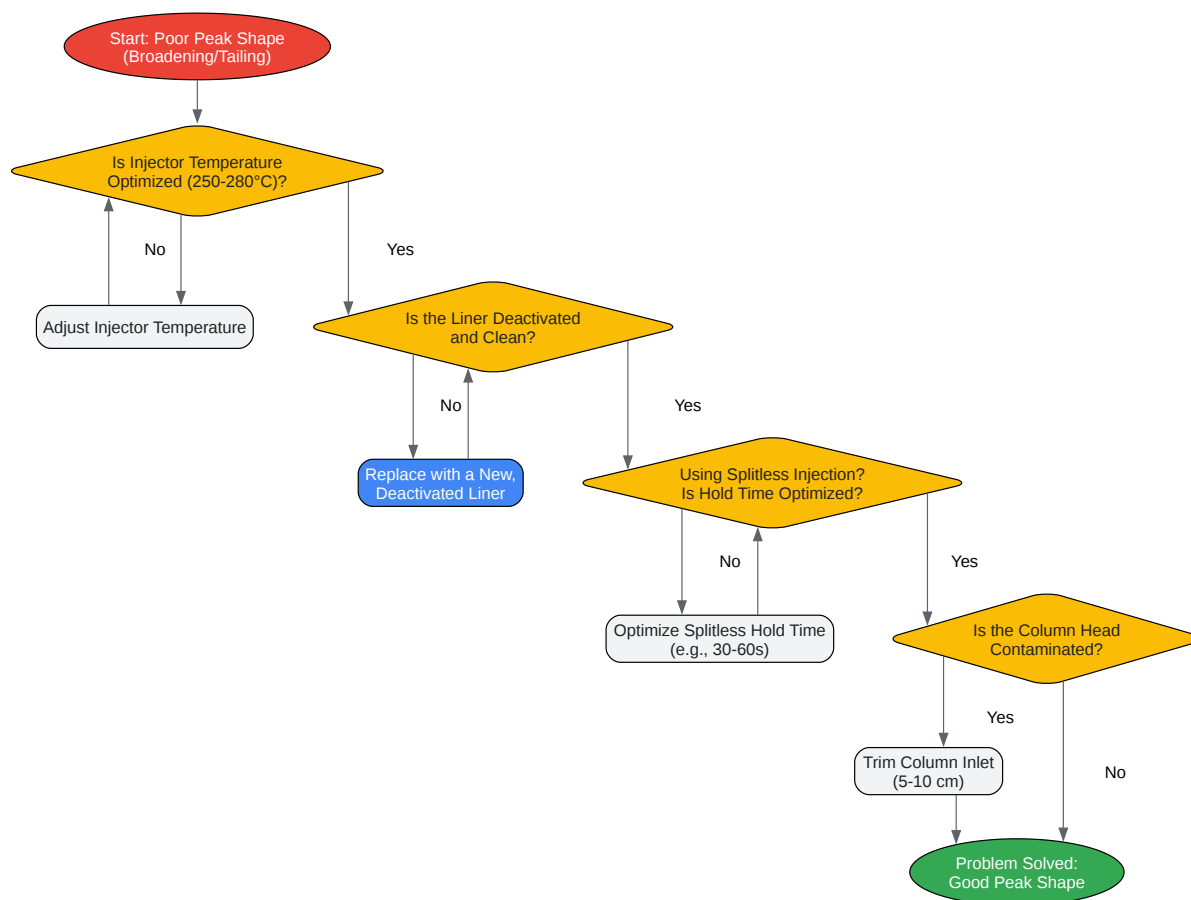 Start: Poor Peak Shape
(Broadening/Tailing)
Is Injector Temperature
Optimized (250-280°C)?
No
Yes
Adjust Injector Temperature
Is the Liner Deactivated
and Clean?
No
Yes
Replace with a New,
Deactivated Liner
Using Splitless Injection?
Is Hold Time Optimized?
No
Yes
Optimize Splitless Hold Time
(e.g., 30-60s)
Is the Column Head
Contaminated?
Yes
No
Trim Column Inlet
(5-10 cm)
Problem Solved:
Good Peak Shape